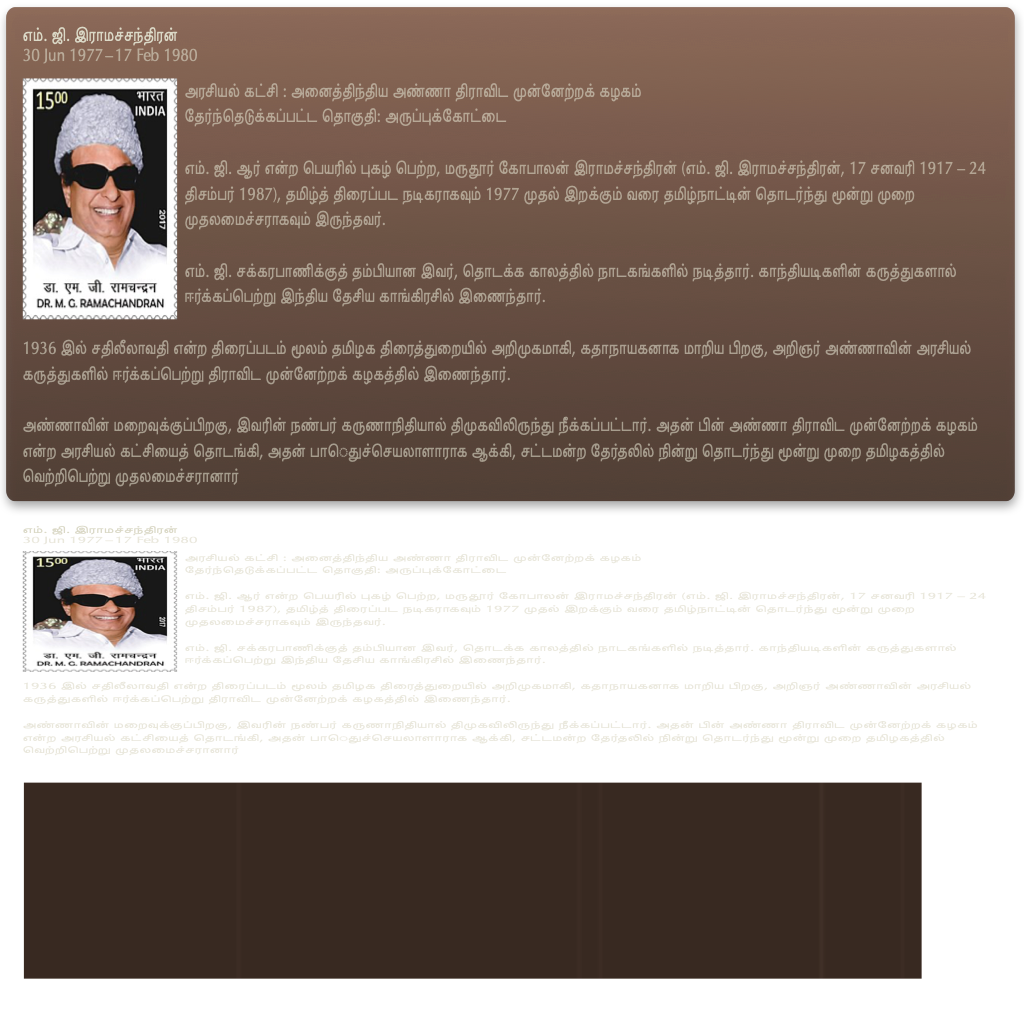 எம். ஜி. இராமச்சந்திரன்
30 Jun 1977–17 Feb 1980
1500
भारत
INDIA
2017
डा. एम. जी. रामचन्द्रन
DR. M. G. RAMACHANDRAN
அரசியல் கட்சி : அனைத்திந்திய அண்ணா திராவிட முன்னேற்றக் கழகம்
தேர்ந்தெடுக்கப்பட்ட தொகுதி: அருப்புக்கோட்டை
எம். ஜி. ஆர் என்ற பெயரில் புகழ் பெற்ற, மருதூர் கோபாலன் இராமச்சந்திரன் (எம். ஜி. இராமச்சந்திரன், 17 சனவரி 1917 – 24
திசம்பர் 1987), தமிழ்த் திரைப்பட நடிகராகவும் 1977 முதல் இறக்கும் வரை தமிழ்நாட்டின் தொடர்ந்து மூன்று முறை
முதலமைச்சராகவும் இருந்தவர்.
எம். ஜி. சக்கரபாணிக்குத் தம்பியான இவர், தொடக்க காலத்தில் நாடகங்களில் நடித்தார். காந்தியடிகளின் கருத்துகளால்
ஈர்க்கப்பெற்று இந்திய தேசிய காங்கிரசில் இணைந்தார்.
1936 இல் சதிலீலாவதி என்ற திரைப்படம் மூலம் தமிழக திரைத்துறையில் அறிமுகமாகி, கதாநாயகனாக மாறிய பிறகு, அறிஞர் அண்ணாவின் அரசியல்
கருத்துகளில் ஈர்க்கப்பெற்று திராவிட முன்னேற்றக் கழகத்தில் இணைந்தார்.
அண்ணாவின் மறைவுக்குப்பிறகு, இவரின் நண்பர் கருணாநிதியால் திமுகவிலிருந்து நீக்கப்பட்டார். அதன் பின் அண்ணா திராவிட முன்னேற்றக் கழகம்
என்ற அரசியல் கட்சியைத் தொடங்கி, அதன் பாெதுச்செயலாளாராக ஆக்கி, சட்டமன்ற தேர்தலில் நின்று தொடர்ந்து மூன்று முறை தமிழகத்தில்
வெற்றிபெற்று முதலமைச்சரானார்
எம். ஜி. இராமச்சந்திரன்
30 Jun 1977–17 Feb 1980
1500
भारत
INDIA
2017
डा. एम. जी. रामचन्द्रन
DR. M. G. RAMACHANDRAN
அரசியல் கட்சி : அனைத்திந்திய அண்ணா திராவிட முன்னேற்றக் கழகம்
தேர்ந்தெடுக்கப்பட்ட தொகுதி: அருப்புக்கோட்டை
எம். ஜி. ஆர் என்ற பெயரில் புகழ் பெற்ற, மருதூர் கோபாலன் இராமச்சந்திரன் (எம். ஜி. இராமச்சந்திரன், 17 சனவரி 1917 – 24
திசம்பர் 1987), தமிழ்த் திரைப்பட நடிகராகவும் 1977 முதல் இறக்கும் வரை தமிழ்நாட்டின் தொடர்ந்து மூன்று முறை
முதலமைச்சராகவும் இருந்தவர்.
எம். ஜி. சக்கரபாணிக்குத் தம்பியான இவர், தொடக்க காலத்தில் நாடகங்களில் நடித்தார். காந்தியடிகளின் கருத்துகளால்
ஈர்க்கப்பெற்று இந்திய தேசிய காங்கிரசில் இணைந்தார்.
1936 இல் சதிலீலாவதி என்ற திரைப்படம் மூலம் தமிழக திரைத்துறையில் அறிமுகமாகி, கதாநாயகனாக மாறிய பிறகு, அறிஞர் அண்ணாவின் அரசியல்
கருத்துகளில் ஈர்க்கப்பெற்று திராவிட முன்னேற்றக் கழகத்தில் இணைந்தார்.
அண்ணாவின் மறைவுக்குப்பிறகு, இவரின் நண்பர் கருணாநிதியால் திமுகவிலிருந்து நீக்கப்பட்டார். அதன் பின் அண்ணா திராவிட முன்னேற்றக் கழகம்
என்ற அரசியல் கட்சியைத் தொடங்கி, அதன் பாெதுச்செயலாளாராக ஆக்கி, சட்டமன்ற தேர்தலில் நின்று தொடர்ந்து மூன்று முறை தமிழகத்தில்
வெற்றிபெற்று முதலமைச்சரானார்